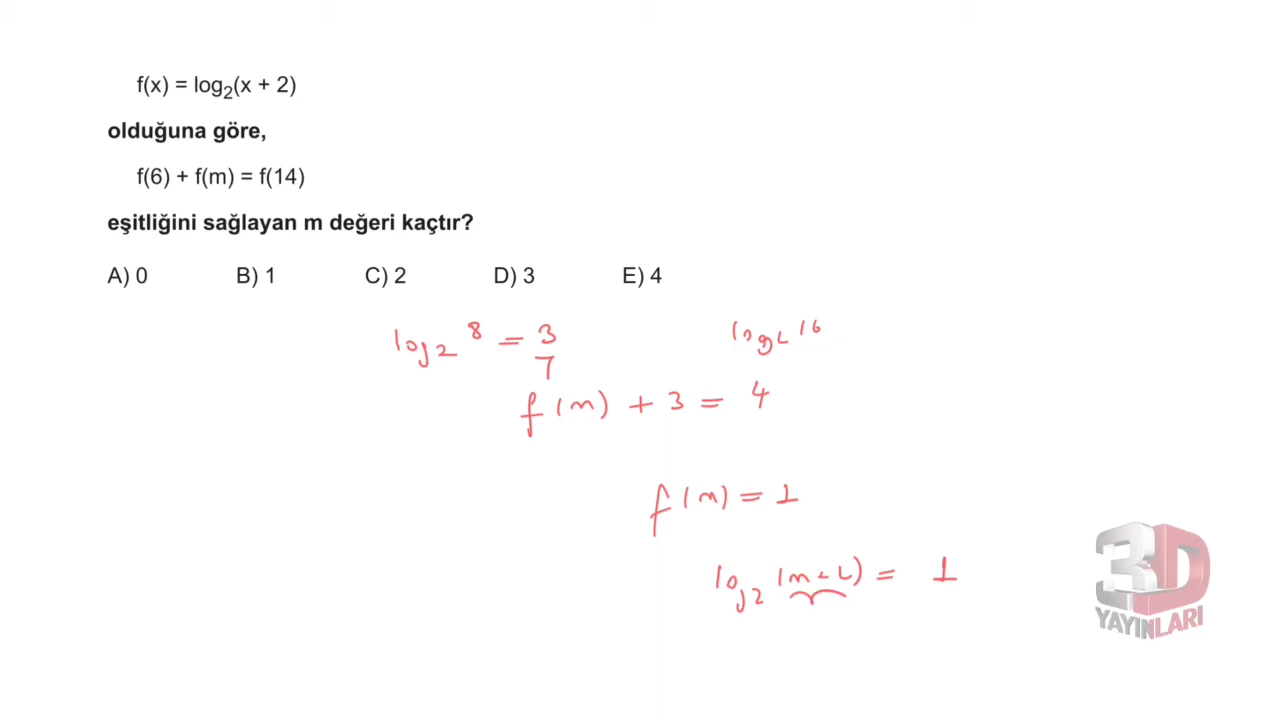 f(x) = log₂(x + 2)
olduğuna göre,
f(6) + f(m) = f(14)
eşitliğini sağlayan m değeri kaçtır?
A) 0 B) 1 C) 2 D) 3 E) 4
log₂ 8 = 3
log₂ 16
f(m) + 3 = 4
f(m) = 1
log₂ (m+2) = 1
3D
YAYINLARI